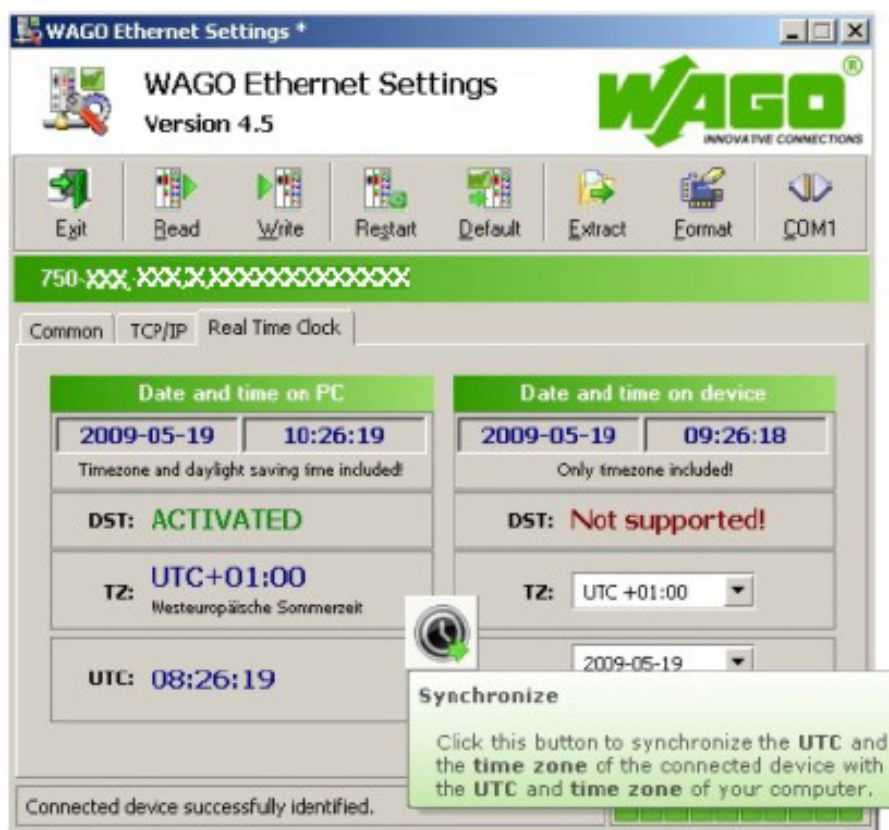 WAGO Ethernet Settings *
WAGO Ethernet Settings
Version 4.5
WAGO®
INNOVATIVE CONNECTIONS
Exit Read Write Restart Default Extract Format COM1
750-XXX-XXX,X,XXXXXXXXXXXXXX
Common TCP/IP Real Time Clock
Date and time on PC
2009-05-19 10:26:19
Timezone and daylight saving time included!
DST: ACTIVATED
TZ: UTC+01:00
Westeuropäische Sommerzeit
UTC: 08:26:19
Date and time on device
2009-05-19 09:26:18
Only timezone included!
DST: Not supported!
TZ: UTC +01:00
2009-05-19
Synchronize
Click this button to synchronize the UTC and
the time zone of the connected device with
the UTC and time zone of your computer.
Connected device successfully identified.